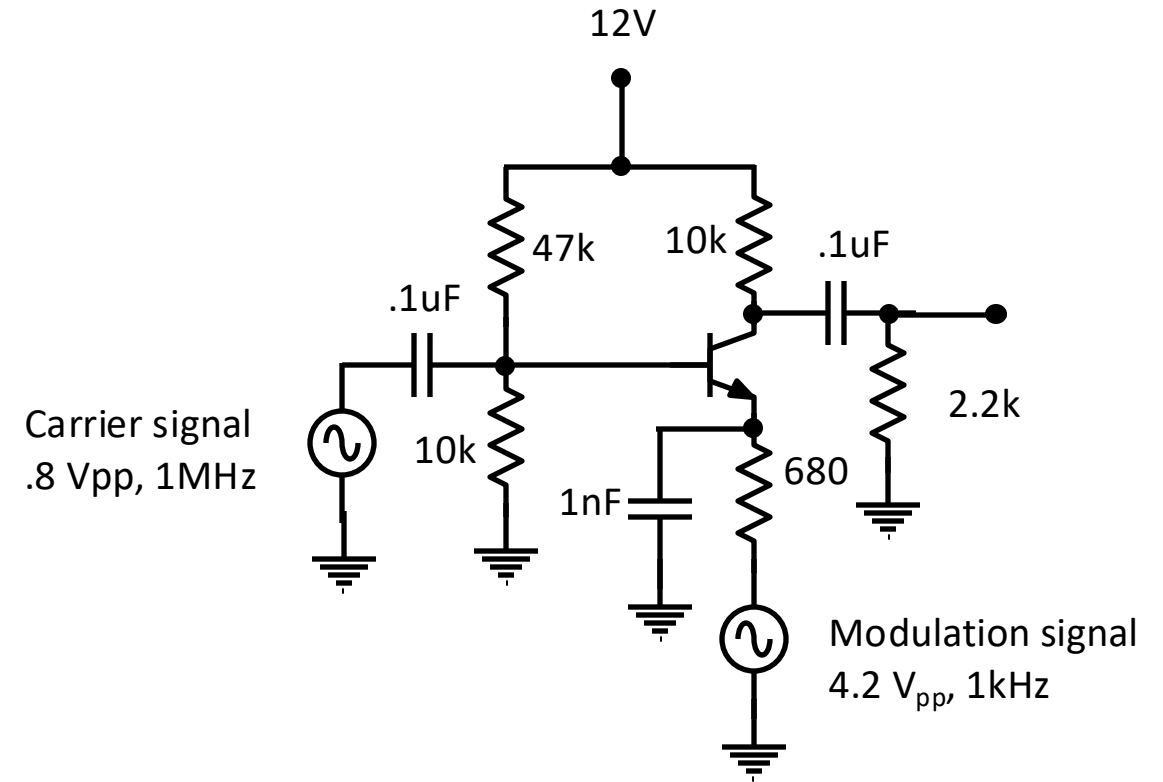 12V
47k
10k
.1uF
.1uF
Carrier signal
.8 Vpp, 1MHz
10k
2.2k
680
1nF
Modulation signal
4.2 Vpp, 1kHz